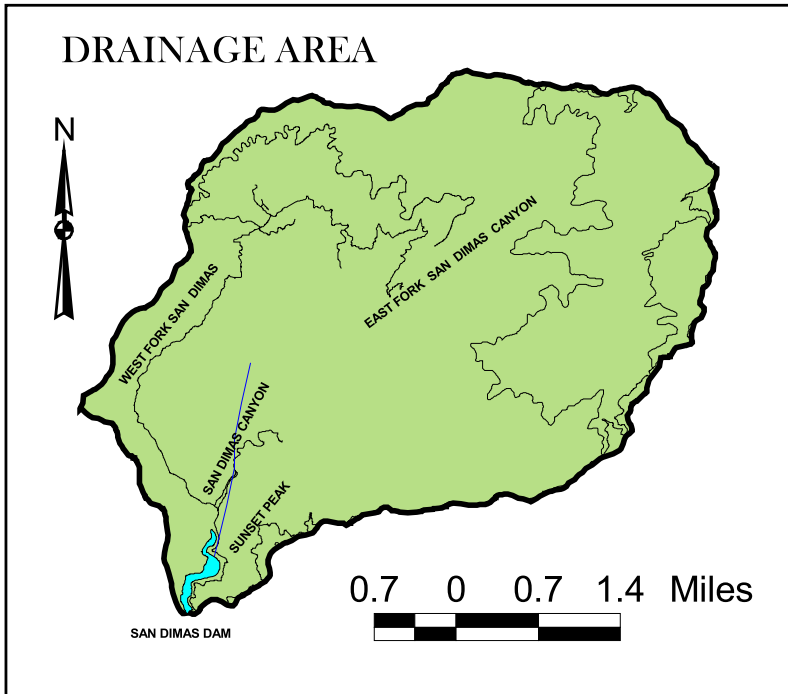 DRAINAGE AREA
N
WEST FORK SAN DIMAS
EAST FORK SAN DIMAS CANYON
SAN DIMAS CANYON
SUNSET PEAK
SAN DIMAS DAM
0.7 0 0.7 1.4 Miles